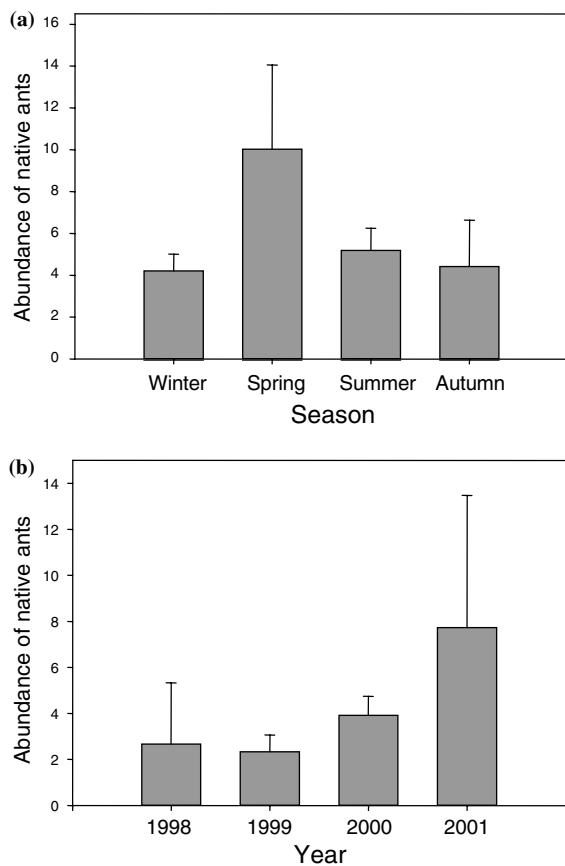 (a)
16
14
12
10
8
6
4
2
0
Abundance of native ants
Winter Spring Summer Autumn
Season
(b)
14
12
10
8
6
4
2
0
Abundance of native ants
1998 1999 2000 2001
Year